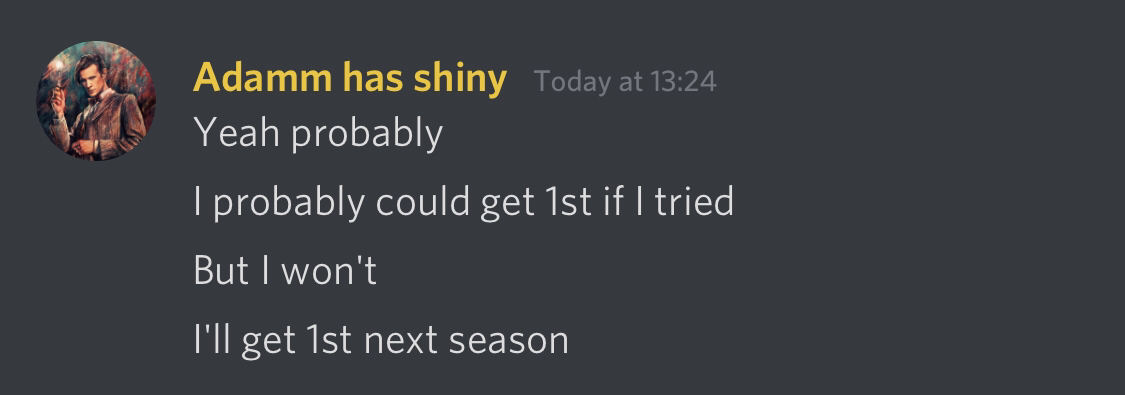 Adamm has shiny Today at 13:24
Yeah probably
I probably could get 1st if I tried
But I won't
I'll get 1st next season